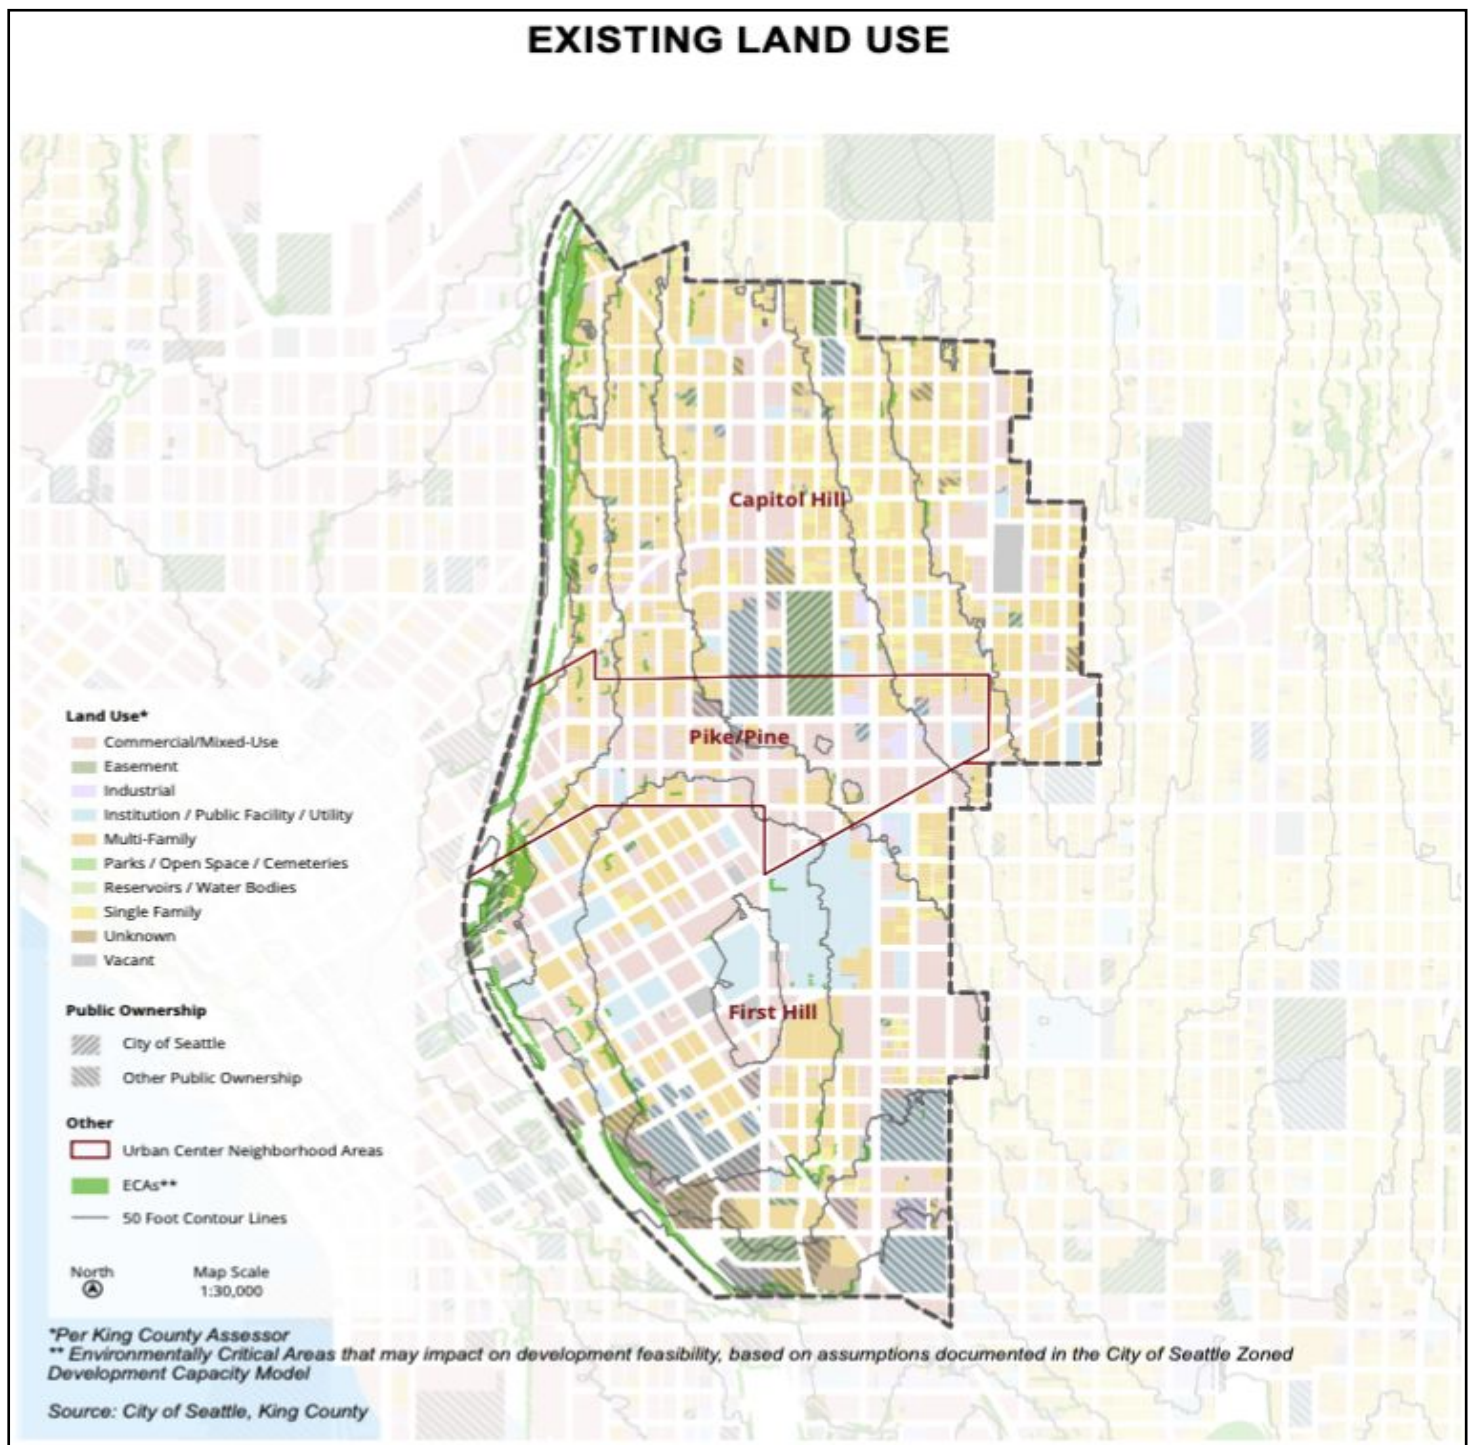 EXISTING LAND USE
Capitol Hill
Pike/Pine
First Hill
Land Use*
Commercial/Mixed-Use
Easement
Industrial
Institution / Public Facility / Utility
Multi-Family
Parks / Open Space / Cemeteries
Reservoirs / Water Bodies
Single Family
Unknown
Vacant
Public Ownership
City of Seattle
Other Public Ownership
Other
Urban Center Neighborhood Areas
ECAs**
50 Foot Contour Lines
North
Map Scale
1:30,000
*Per King County Assessor
** Environmentally Critical Areas that may impact on development feasibility, based on assumptions documented in the City of Seattle Zoned
Development Capacity Model
Source: City of Seattle, King County